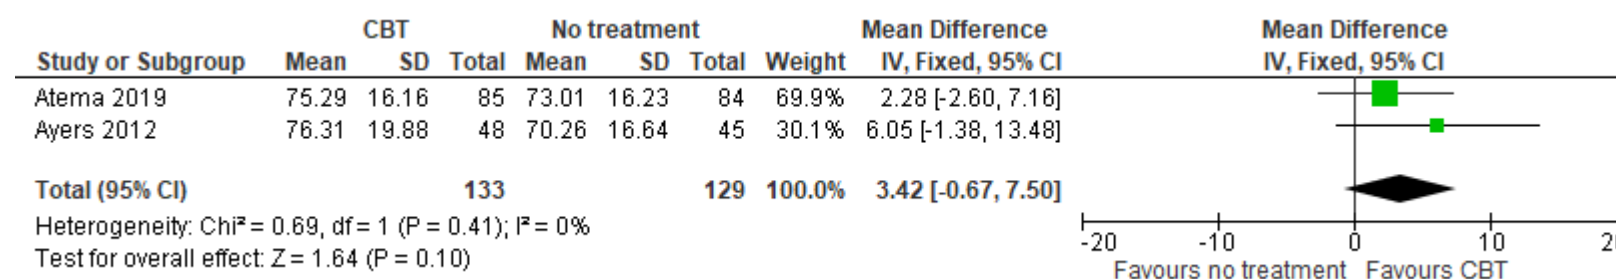 CBT No treatment Mean Difference Mean Difference
Study or Subgroup Mean SD Total Mean SD Total Weight IV, Fixed, 95% CI IV, Fixed, 95% CI
Atema 2019 75.29 16.16 85 73.01 16.23 84 69.9% 2.28 [-2.60, 7.16]
Ayers 2012 76.31 19.88 48 70.26 16.64 45 30.1% 6.05 [-1.38, 13.48]
Total (95% CI) 133 129 100.0% 3.42 [-0.67, 7.50]
Heterogeneity: Chi² = 0.69, df = 1 (P = 0.41); I² = 0%
Test for overall effect: Z = 1.64 (P = 0.10)
-20 -10 0 10
Favours no treatment Favours CBT